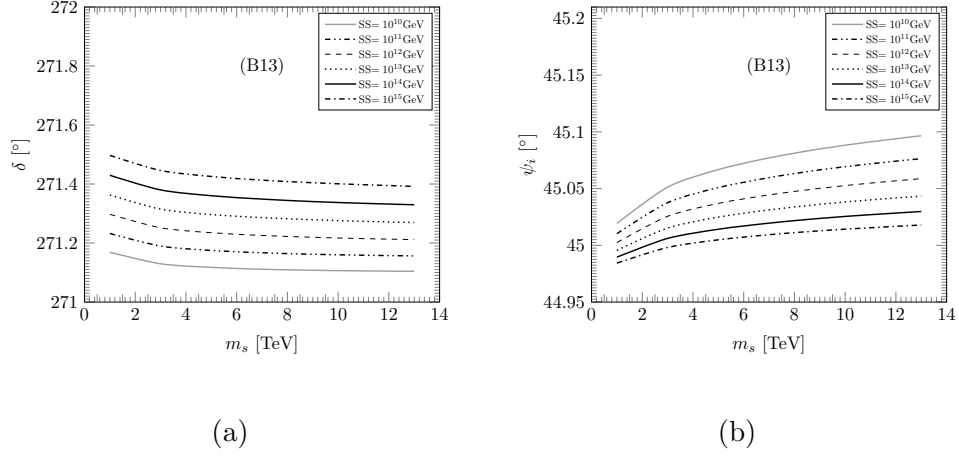 272
271.8
271.6
271.4
271.2
271
δ [°]
0 2 4 6 8 10 12 14
m_s [TeV]
(B13)
SS= 10^10GeV
SS= 10^11GeV
SS= 10^12GeV
SS= 10^13GeV
SS= 10^14GeV
SS= 10^15GeV
(a)
45.2
45.15
45.1
45.05
45
44.95
ψ_i [°]
0 2 4 6 8 10 12 14
m_s [TeV]
(B13)
SS= 10^10GeV
SS= 10^11GeV
SS= 10^12GeV
SS= 10^13GeV
SS= 10^14GeV
SS= 10^15GeV
(b)